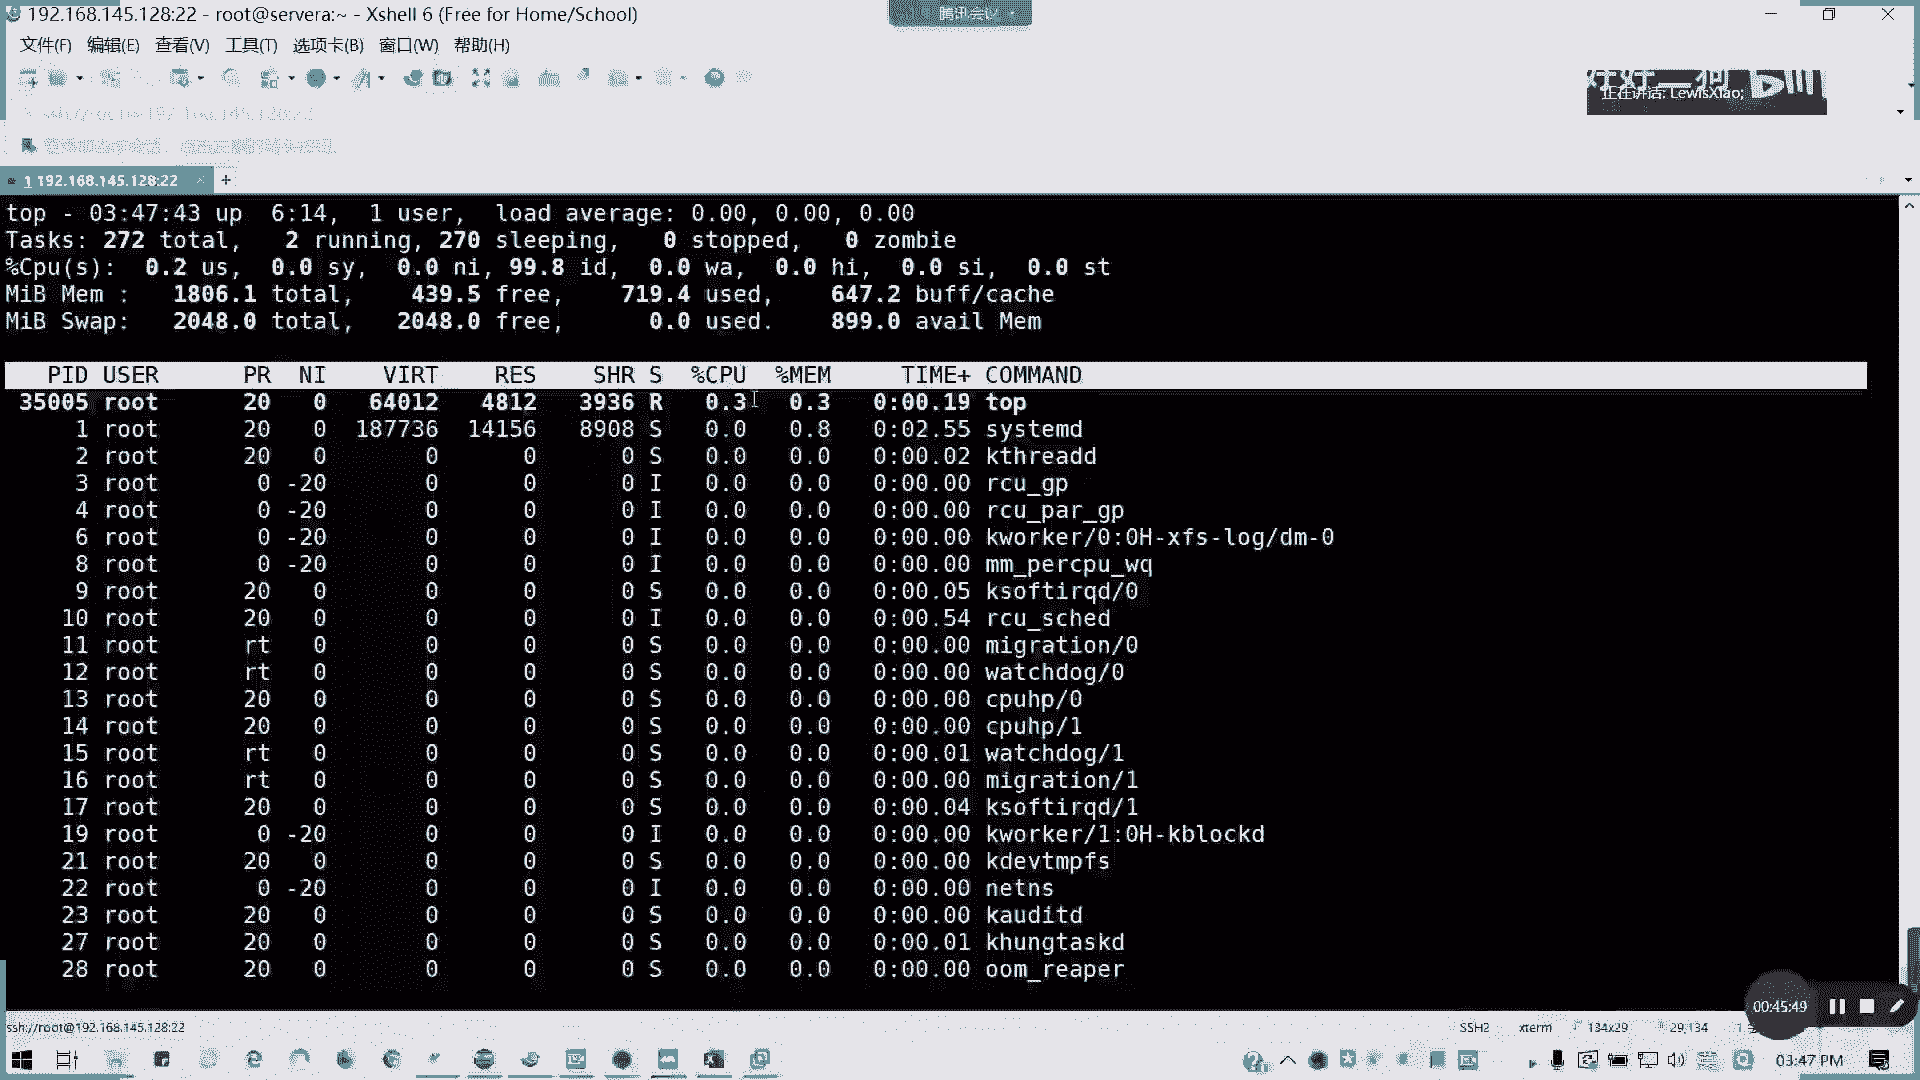 192.168.145.128:22 - root@servera:~ - Xshell 6 (Free for Home/School)
腾讯会议
文件(F) 编辑(E) 查看(V) 工具(T) 选项卡(B) 窗口(W) 帮助(H)
正在讲话: LewisXiao;
1 192.168.145.128:22
top - 03:47:43 up  6:14,  1 user,  load average: 0.00, 0.00, 0.00
Tasks: 272 total,   2 running, 270 sleeping,   0 stopped,   0 zombie
%Cpu(s):  0.2 us,  0.0 sy,  0.0 ni, 99.8 id,  0.0 wa,  0.0 hi,  0.0 si,  0.0 st
MiB Mem :   1806.1 total,    439.5 free,    719.4 used,    647.2 buff/cache
MiB Swap:   2048.0 total,   2048.0 free,      0.0 used.    899.0 avail Mem
PID USER      PR  NI    VIRT    RES    SHR S  %CPU  %MEM     TIME+ COMMAND
35005 root      20   0   64012   4812   3936 R   0.3   0.3   0:00.19 top
1 root      20   0  187736  14156   8908 S   0.0   0.8   0:02.55 systemd
2 root      20   0       0      0      0 S   0.0   0.0   0:00.02 kthreadd
3 root       0 -20       0      0      0 I   0.0   0.0   0:00.00 rcu_gp
4 root       0 -20       0      0      0 I   0.0   0.0   0:00.00 rcu_par_gp
6 root       0 -20       0      0      0 I   0.0   0.0   0:00.00 kworker/0:0H-xfs-log/dm-0
8 root       0 -20       0      0      0 I   0.0   0.0   0:00.00 mm_percpu_wq
9 root      20   0       0      0      0 S   0.0   0.0   0:00.05 ksoftirqd/0
10 root      20   0       0      0      0 I   0.0   0.0   0:00.54 rcu_sched
11 root      rt   0       0      0      0 S   0.0   0.0   0:00.00 migration/0
12 root      rt   0       0      0      0 S   0.0   0.0   0:00.00 watchdog/0
13 root      20   0       0      0      0 S   0.0   0.0   0:00.00 cpuhp/0
14 root      20   0       0      0      0 S   0.0   0.0   0:00.00 cpuhp/1
15 root      rt   0       0      0      0 S   0.0   0.0   0:00.01 watchdog/1
16 root      rt   0       0      0      0 S   0.0   0.0   0:00.00 migration/1
17 root      20   0       0      0      0 S   0.0   0.0   0:00.04 ksoftirqd/1
19 root       0 -20       0      0      0 I   0.0   0.0   0:00.00 kworker/1:0H-kblockd
21 root      20   0       0      0      0 S   0.0   0.0   0:00.00 kdevtmpfs
22 root       0 -20       0      0      0 I   0.0   0.0   0:00.00 netns
23 root      20   0       0      0      0 S   0.0   0.0   0:00.00 kauditd
27 root      20   0       0      0      0 S   0.0   0.0   0:00.01 khungtaskd
28 root      20   0       0      0      0 S   0.0   0.0   0:00.00 oom_reaper
00:45:49
ssh://root@192.168.145.128:22 SSH2 xterm 134x29 29,134
03:47 PM